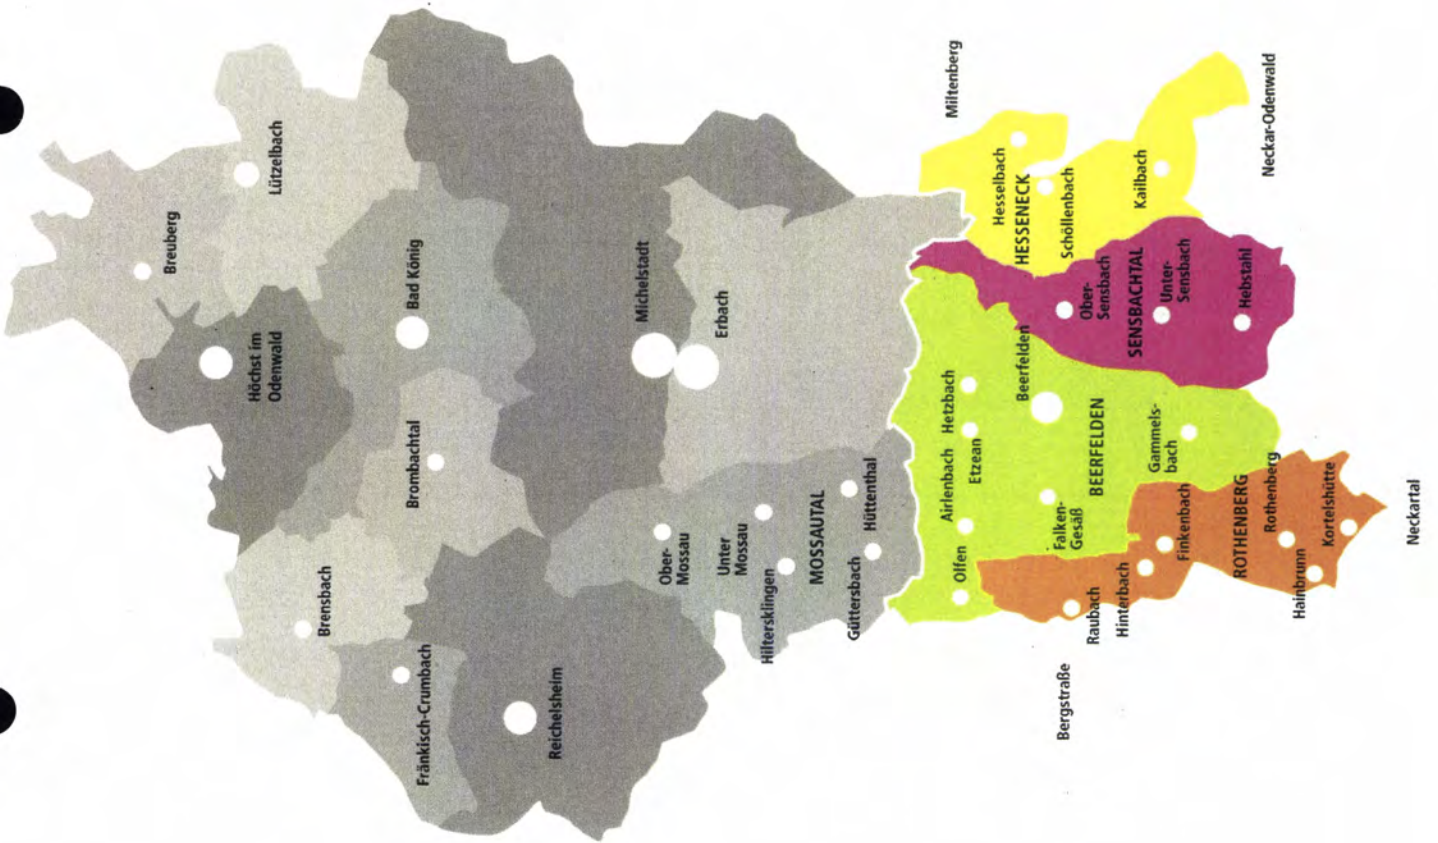 Breuberg
Lützelbach
Höchst im
Odenwald
Bad König
Brombachtal
Brensbach
Fränkisch-Crumbach
Reichelsheim
Michelstadt
Erbach
Ober-
Mossau
Unter
Mossau
Hiltersklingen
MOSSAUTAL
Hüttenthal
Güttersbach
Miltenberg
Hesselbach
HESSENECK
Schöllenbach
Kailbach
Neckar-Odenwald
Ober-
Sensbach
SENSBACHTAL
Unter-
Sensbach
Hebstahl
Beerfelden
Hetzbach
Etzean
Airlenbach
Olfen
Falken-
Gesäß
BEERFELDEN
Gammels-
bach
Finkenbach
Hinterbach
Raubach
ROTHENBERG
Rothenberg
Kortelshütte
Hainbrunn
Bergstraße
Neckartal